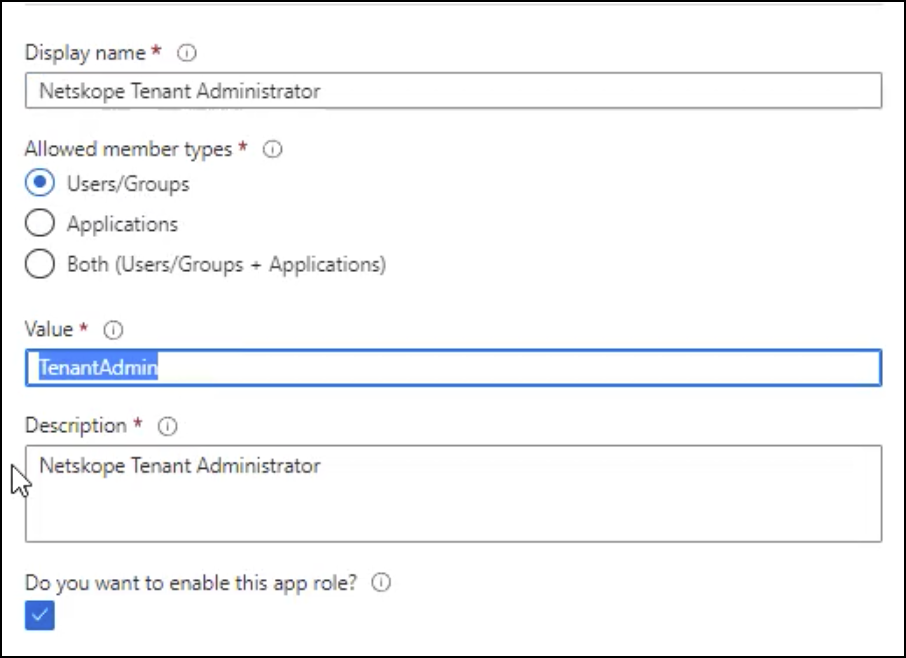 Display name *
Netskope Tenant Administrator
Allowed member types *
Users/Groups
Applications
Both (Users/Groups + Applications)
Value *
TenantAdmin
Description *
Netskope Tenant Administrator
Do you want to enable this app role?